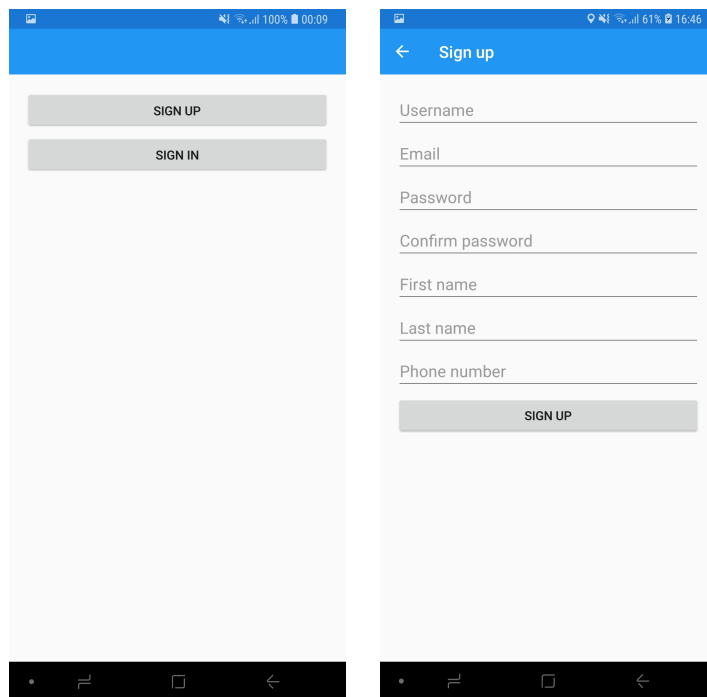 100% 00:09
SIGN UP
SIGN IN
61% 16:46
Sign up
Username
Email
Password
Confirm password
First name
Last name
Phone number
SIGN UP